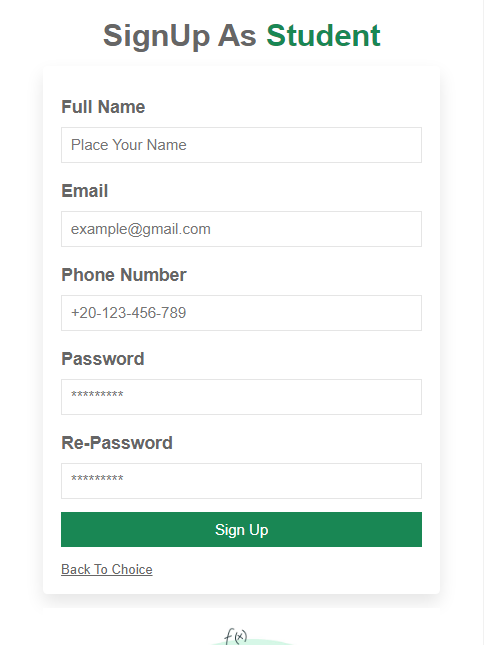 SignUp As Student
Full Name
Place Your Name
Email
example@gmail.com
Phone Number
+20-123-456-789
Password
*********
Re-Password
*********
Sign Up
Back To Choice
f(x)